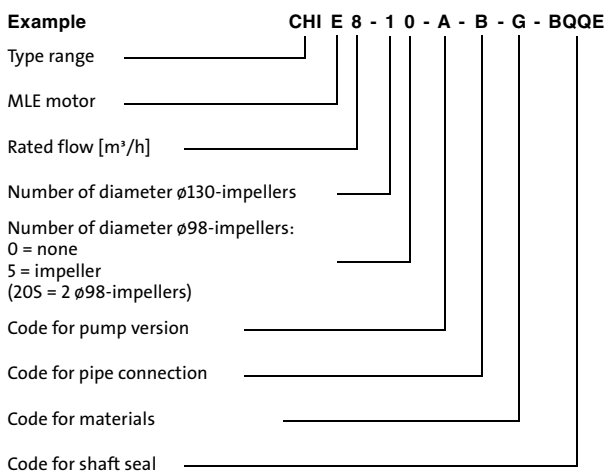 Example CHI E 8 - 1 0 - A - B - G - BQQE
Type range
MLE motor
Rated flow [m³/h]
Number of diameter ø130-impellers
Number of diameter ø98-impellers:
0 = none
5 = impeller
(20S = 2 ø98-impellers)
Code for pump version
Code for pipe connection
Code for materials
Code for shaft seal